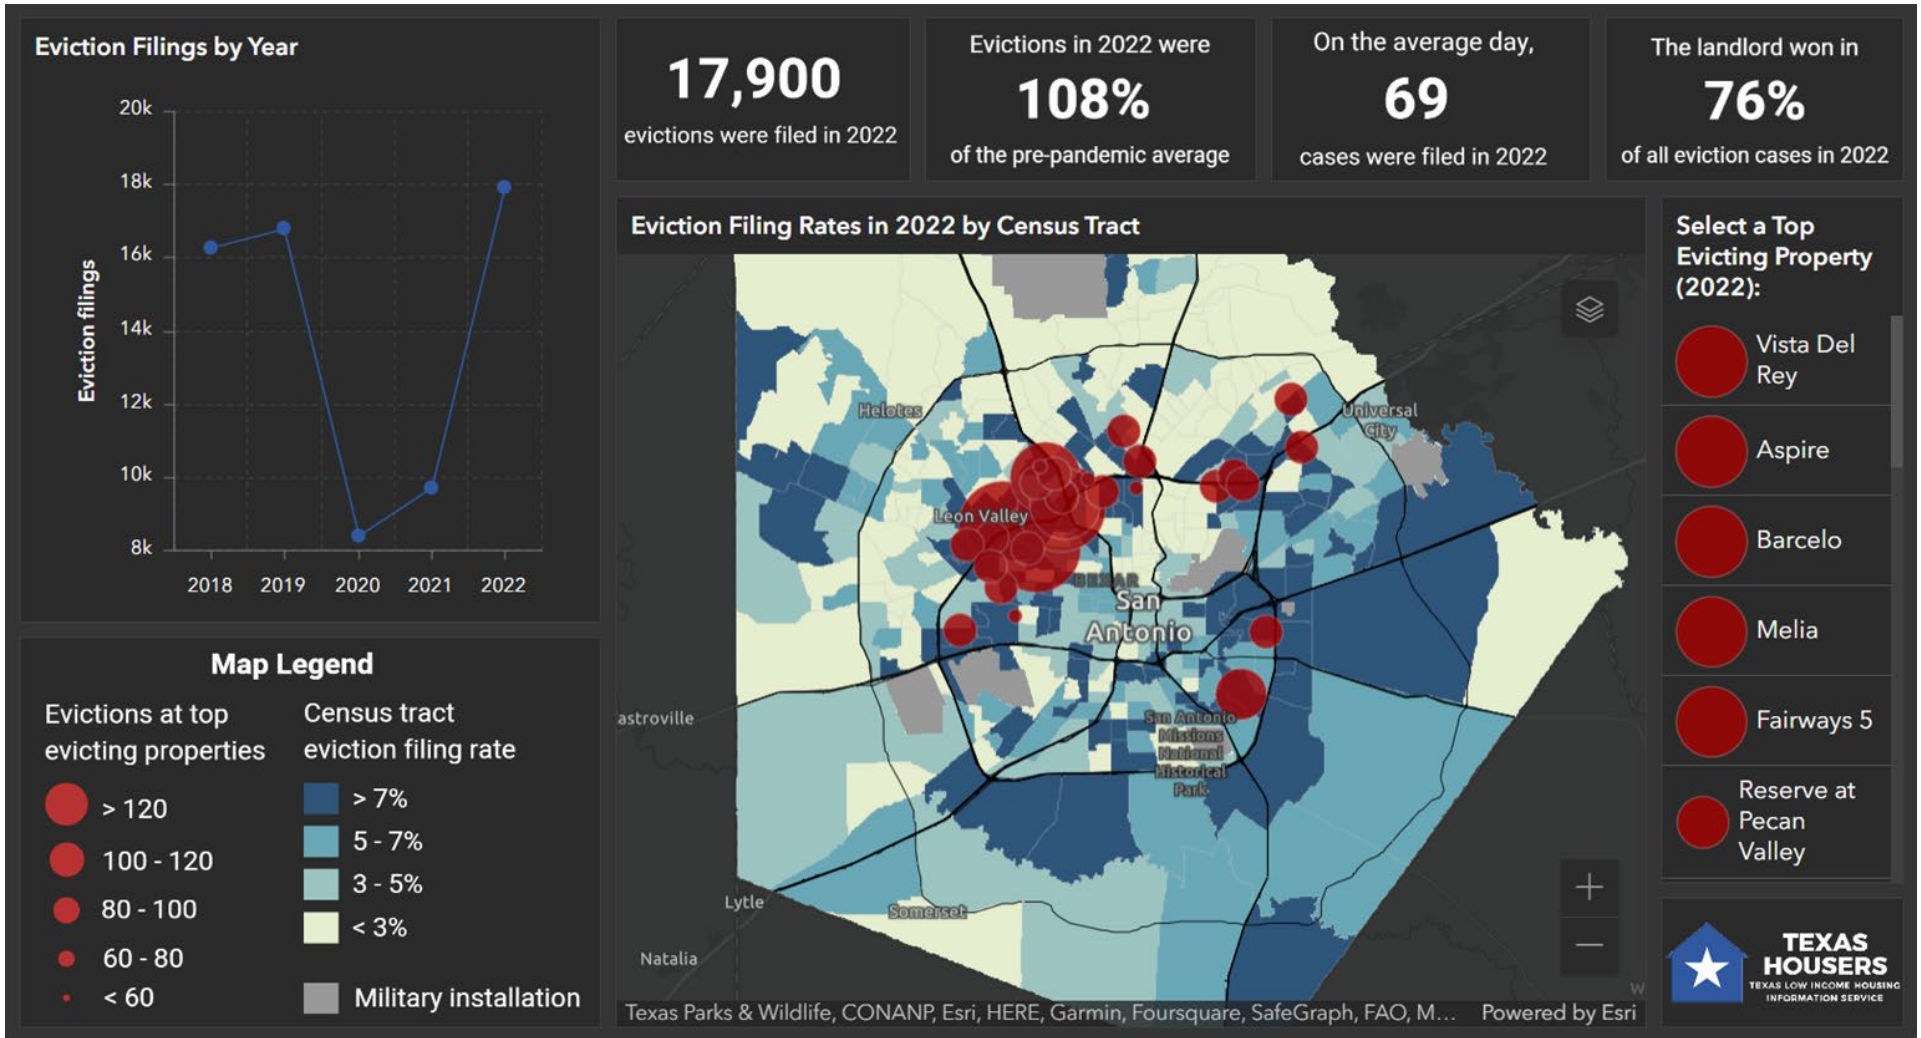 Eviction Filings by Year
20k
18k
16k
14k
12k
10k
8k
Eviction filings
2018 2019 2020 2021 2022
17,900
evictions were filed in 2022
Evictions in 2022 were
108%
of the pre-pandemic average
On the average day,
69
cases were filed in 2022
The landlord won in
76%
of all eviction cases in 2022
Map Legend
Evictions at top
evicting properties
> 120
100 - 120
80 - 100
60 - 80
< 60
Census tract
eviction filing rate
> 7%
5 - 7%
3 - 5%
< 3%
Military installation
Eviction Filing Rates in 2022 by Census Tract
Helotes
Universal
City
Leon Valley
BEXAR
San
Antonio
astroville
San Antonio
Missions
National
Historical
Park
Lytle
Somerset
Natalia
W
Texas Parks & Wildlife, CONANP, Esri, HERE, Garmin, Foursquare, SafeGraph, FAO, M...
Powered by Esri
Select a Top
Evicting Property
(2022):
Vista Del
Rey
Aspire
Barcelo
Melia
Fairways 5
Reserve at
Pecan
Valley
TEXAS
HOUSERS
TEXAS LOW INCOME HOUSING
INFORMATION SERVICE